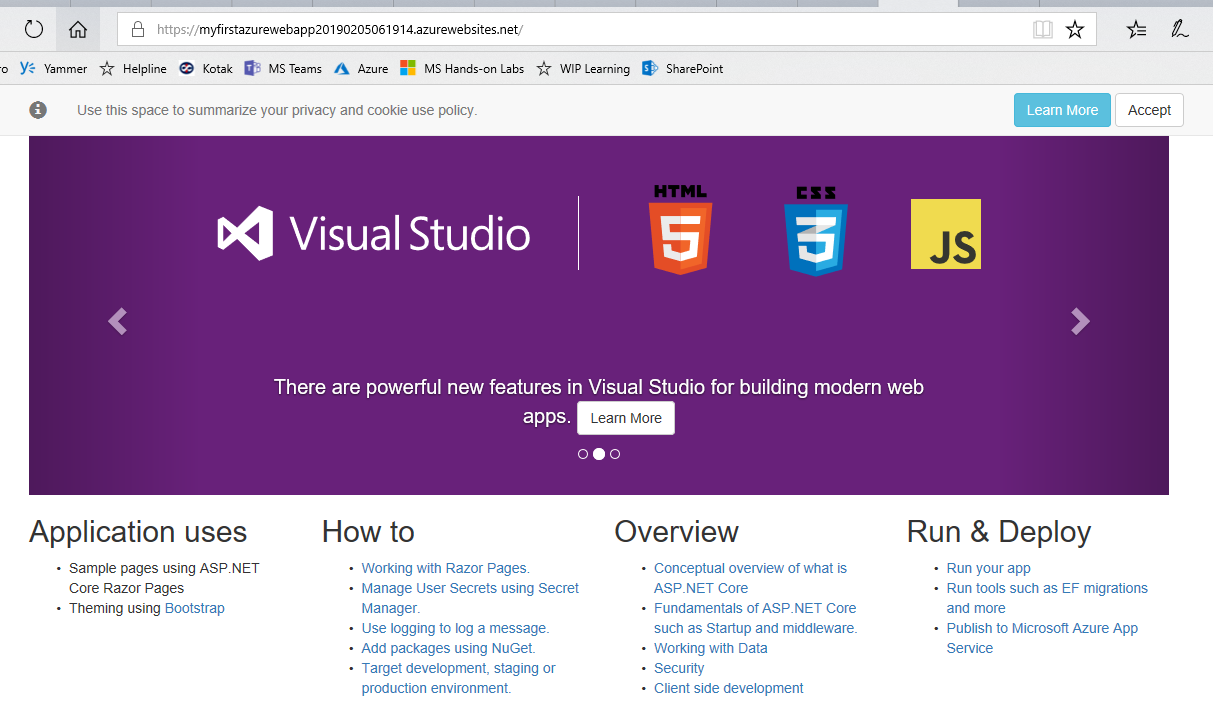 https://myfirstazurewebapp20190205061914.azurewebsites.net/
ro Yammer Helpline Kotak MS Teams Azure MS Hands-on Labs WIP Learning SharePoint
Use this space to summarize your privacy and cookie use policy. Learn More Accept
HTML CSS
Visual Studio 5 3 JS
There are powerful new features in Visual Studio for building modern web
apps. Learn More
Application uses
• Sample pages using ASP.NET
Core Razor Pages
• Theming using Bootstrap
How to
• Working with Razor Pages.
• Manage User Secrets using Secret
Manager.
• Use logging to log a message.
• Add packages using NuGet.
• Target development, staging or
production environment.
Overview
• Conceptual overview of what is
ASP.NET Core
• Fundamentals of ASP.NET Core
such as Startup and middleware.
• Working with Data
• Security
• Client side development
Run & Deploy
• Run your app
• Run tools such as EF migrations
and more
• Publish to Microsoft Azure App
Service